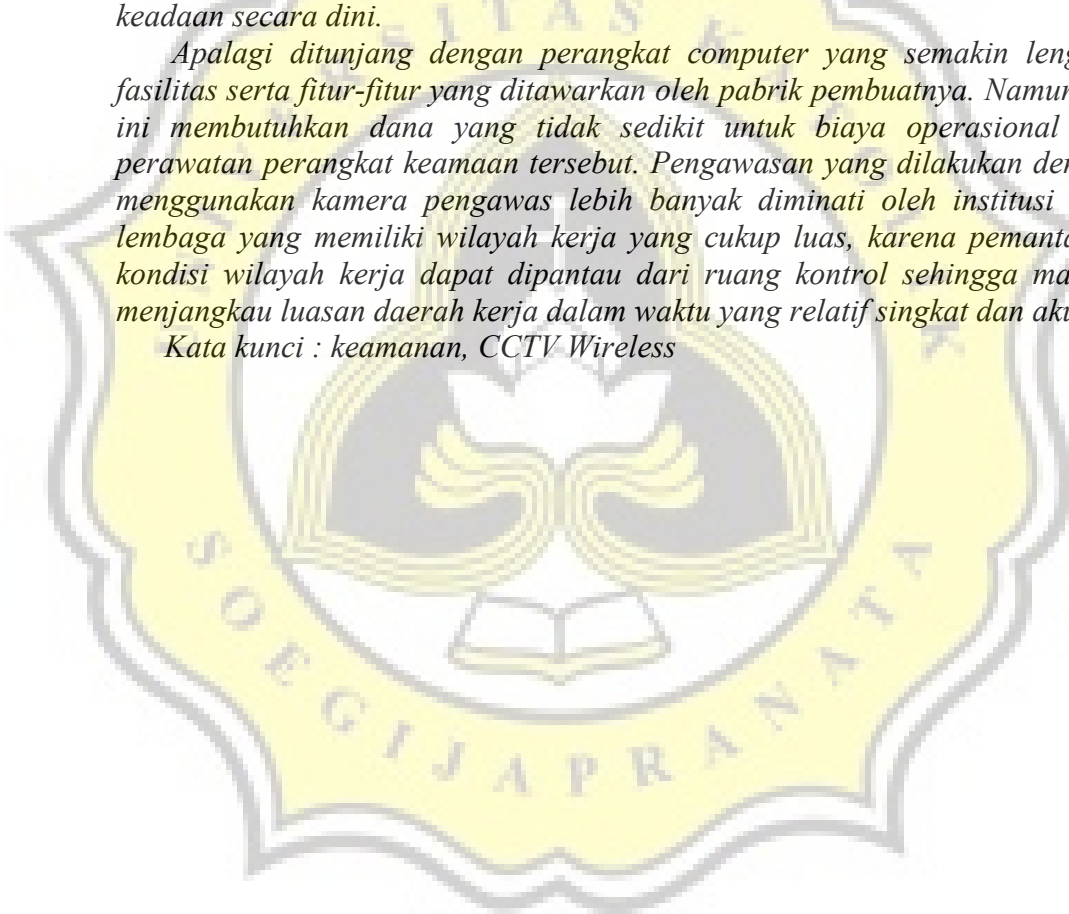 keadaan secara dini.
Apalagi ditunjang dengan perangkat computer yang semakin leng
fasilitas serta fitur-fitur yang ditawarkan oleh pabrik pembuatnya. Namun
ini membutuhkan dana yang tidak sedikit untuk biaya operasional
perawatan perangkat keamaan tersebut. Pengawasan yang dilakukan den
menggunakan kamera pengawas lebih banyak diminati oleh institusi
lembaga yang memiliki wilayah kerja yang cukup luas, karena pemanta
kondisi wilayah kerja dapat dipantau dari ruang kontrol sehingga ma
menjangkau luasan daerah kerja dalam waktu yang relatif singkat dan aku
Kata kunci : keamanan, CCTV Wireless
SOEGIJAPRANATA